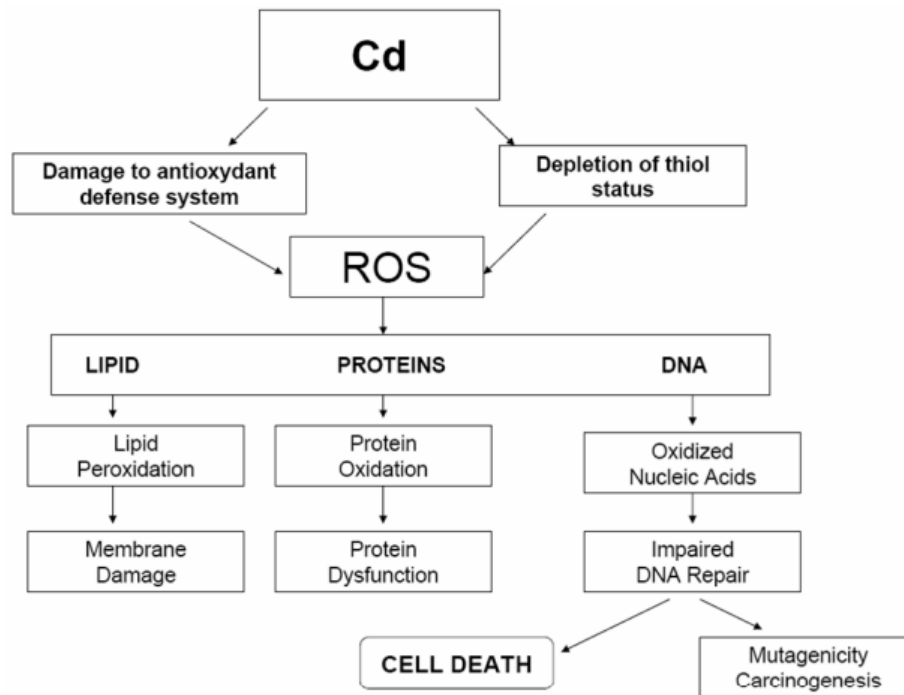 Cd
Damage to antioxydant
defense system
Depletion of thiol
status
ROS
LIPID
PROTEINS
DNA
Lipid
Peroxidation
Protein
Oxidation
Oxidized
Nucleic Acids
Membrane
Damage
Protein
Dysfunction
Impaired
DNA Repair
CELL DEATH
Mutagenicity
Carcinogenesis